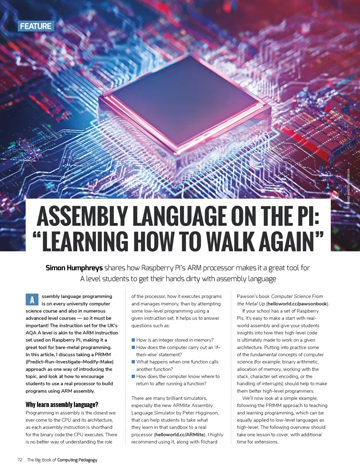 FEATURE
ASSEMBLY LANGUAGE ON THE PI:
“LEARNING HOW TO WALK AGAIN”
Simon Humphreys shares how Raspberry Pi's ARM processor makes it a great tool for
A level students to get their hands dirty with assembly language
Assembly language programming
is on every university computer
science course and also in numerous
advanced level courses — so it must be
important! The instruction set for the UK's
AQA A level is akin to the ARM instruction
set used on Raspberry Pi, making it a
great tool for bare-metal programming.
In this article, I discuss taking a PRIMM
(Predict-Run-Investigate-Modify-Make)
approach as one way of introducing the
topic, and look at how to encourage
students to use a real processor to build
programs using ARM assembly.
Why learn assembly language?
Programming in assembly is the closest we
ever come to the CPU and its architecture,
as each assembly instruction is shorthand
for the binary code the CPU executes. There
is no better way of understanding the role
of the processor, how it executes programs
and manages memory, than by attempting
some low-level programming using a
given instruction set. It helps us to answer
questions such as:
■ How is an integer stored in memory?
■ How does the computer carry out an 'if-
then-else' statement?
■ What happens when one function calls
another function?
■ How does the computer know where to
return to after running a function?
There are many brilliant simulators,
especially the new ARMlite Assembly
Language Simulator by Peter Higginson,
that can help students to take what
they learn in that sandbox to a real
processor (helloworld.cc/ARMlite). I highly
recommend using it, along with Richard
Pawson's book Computer Science From
the Metal Up (helloworld.cc/pawsonbook).
If your school has a set of Raspberry
Pis, it's easy to make a start with real-
world assembly and give your students
insights into how their high-level code
is ultimately made to work on a given
architecture. Putting into practice some
of the fundamental concepts of computer
science (for example, binary arithmetic,
allocation of memory, working with the
stack, character set encoding, or the
handling of interrupts) should help to make
them better high-level programmers.
We'll now look at a simple example,
following the PRIMM approach to teaching
and learning programming, which can be
equally applied to low-level languages as
high-level. The following overview should
take one lesson to cover, with additional
time for extensions.
72 The Big Book of Computing Pedagogy